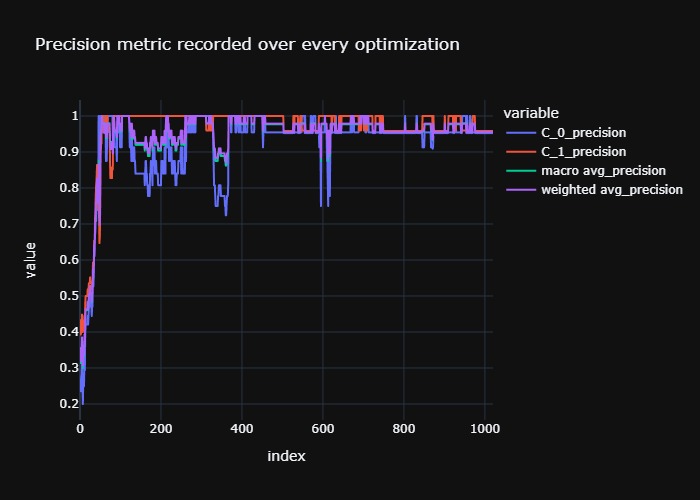 Precision metric recorded over every optimization
variable
C_0_precision
C_1_precision
macro avg_precision
weighted avg_precision
1
0.9
0.8
0.7
0.6
0.5
0.4
0.3
0.2
value
0 200 400 600 800 1000
index